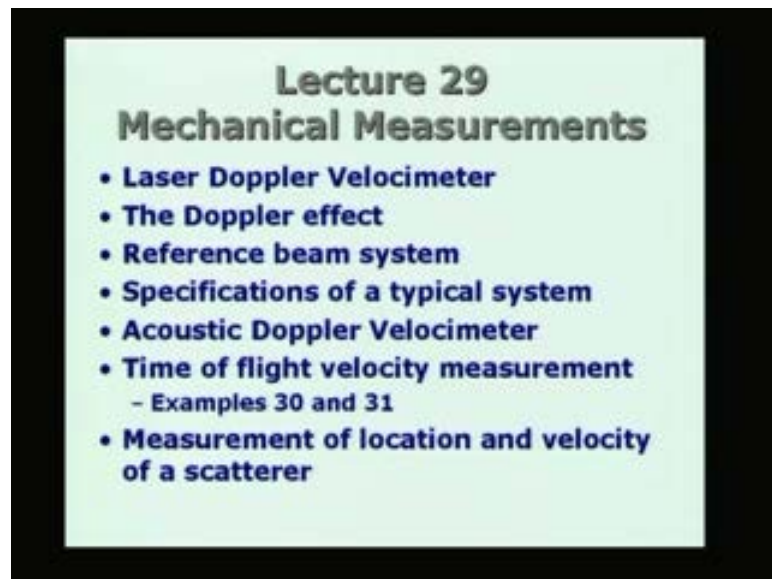 Lecture 29
Mechanical Measurements
• Laser Doppler Velocimeter
• The Doppler effect
• Reference beam system
• Specifications of a typical system
• Acoustic Doppler Velocimeter
• Time of flight velocity measurement
– Examples 30 and 31
• Measurement of location and velocity
of a scatterer